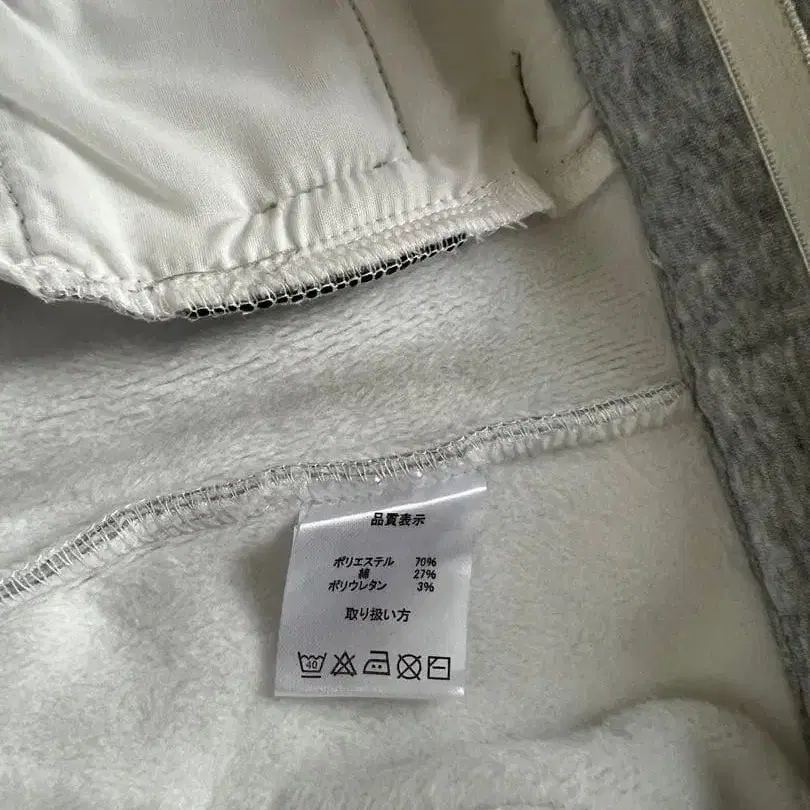 品質表示
ポリエステル 70%
綿 27%
ポリウレタン 3%
取り扱い方
40